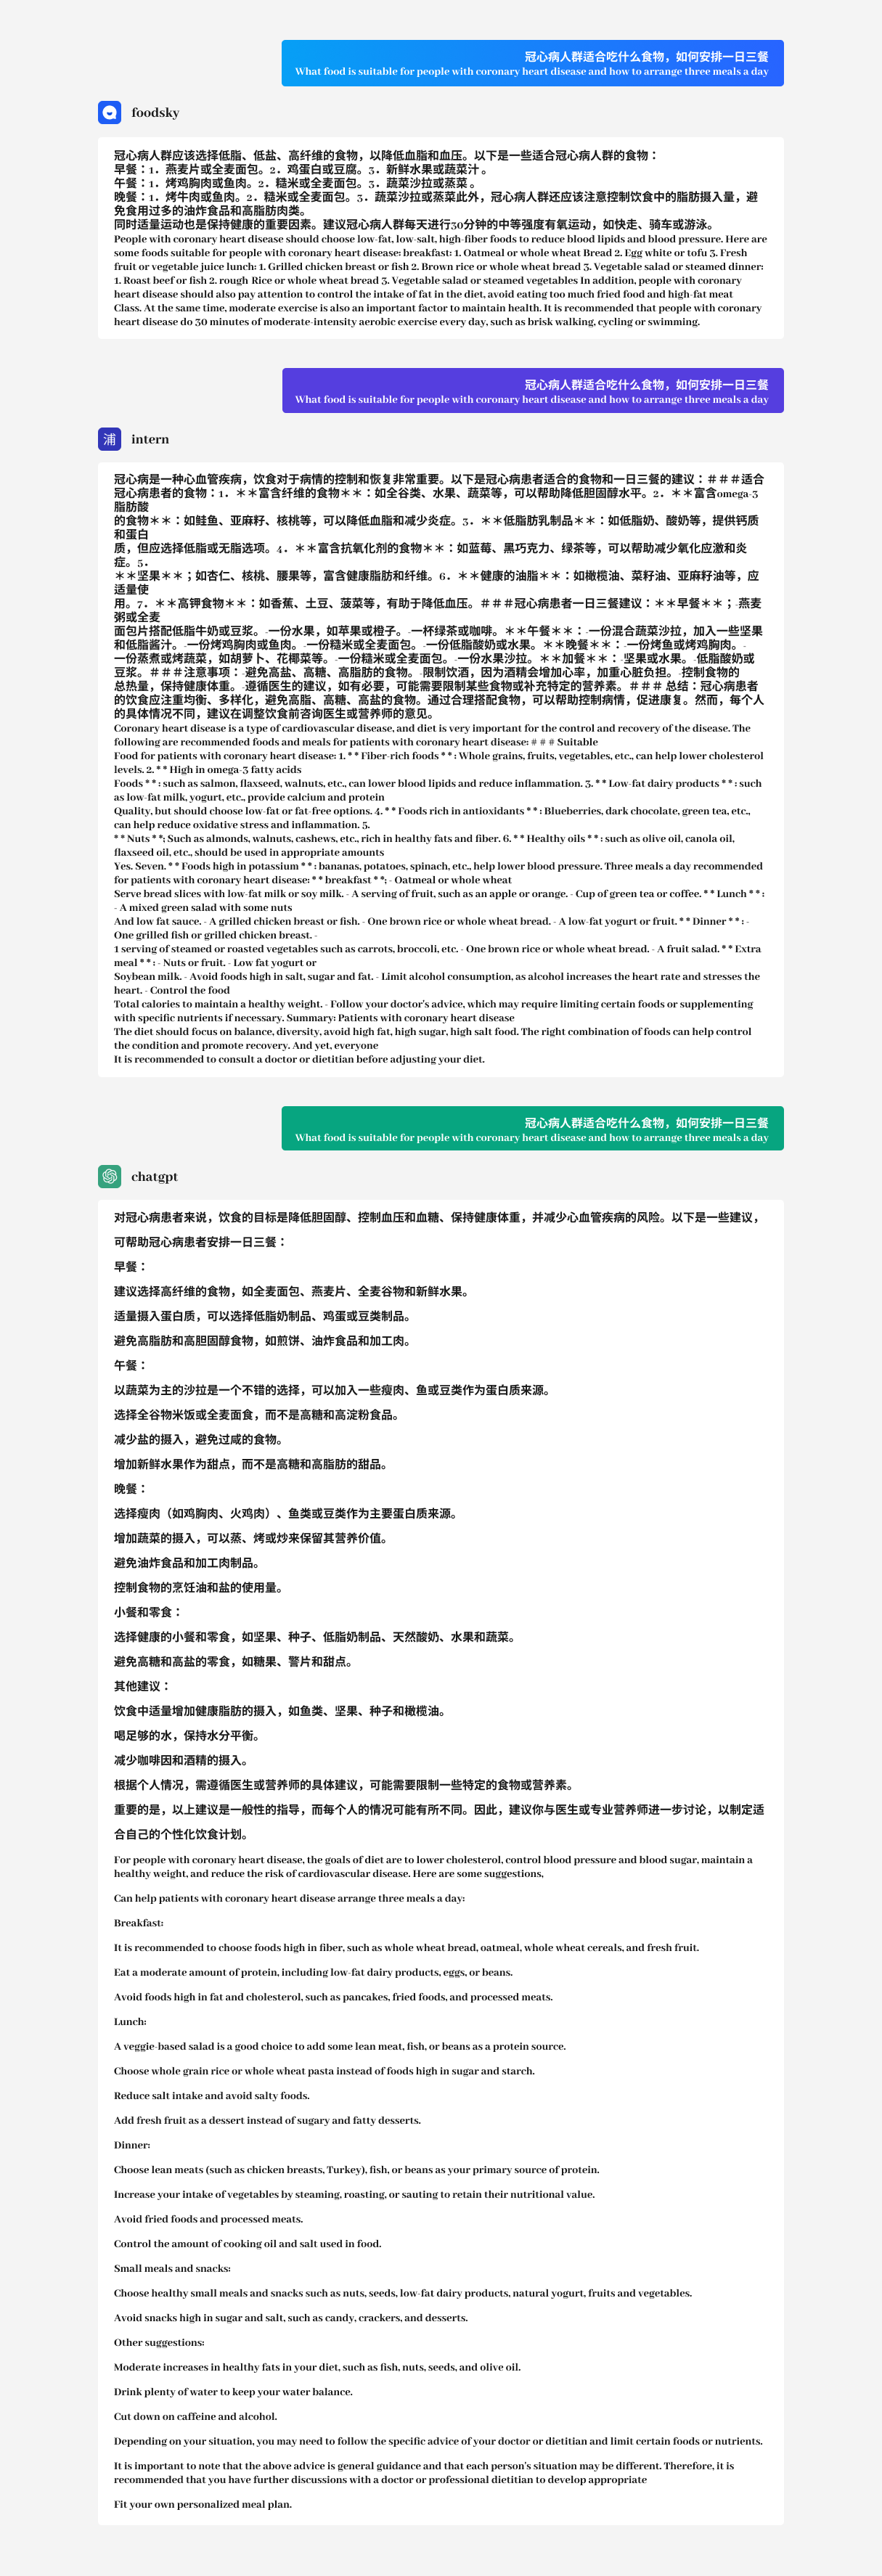 冠心病人群适合吃什么食物，如何安排一日三餐
What food is suitable for people with coronary heart disease and how to arrange three meals a day
foodsky
冠心病人群应该选择低脂、低盐、高纤维的食物，以降低血脂和血压。以下是一些适合冠心病人群的食物：
早餐：1．燕麦片或全麦面包。2．鸡蛋白或豆腐。3．新鲜水果或蔬菜汁 。
午餐：1．烤鸡胸肉或鱼肉。2．糙米或全麦面包。3．蔬菜沙拉或蒸菜 。
晚餐：1．烤牛肉或鱼肉。2．糙米或全麦面包。3．蔬菜沙拉或蒸菜此外，冠心病人群还应该注意控制饮食中的脂肪摄入量，避
免食用过多的油炸食品和高脂肪肉类。
同时适量运动也是保持健康的重要因素。建议冠心病人群每天进行30分钟的中等强度有氧运动，如快走、骑车或游泳。
People with coronary heart disease should choose low-fat, low-salt, high-fiber foods to reduce blood lipids and blood pressure. Here are
some foods suitable for people with coronary heart disease: breakfast: 1. Oatmeal or whole wheat Bread 2. Egg white or tofu 3. Fresh
fruit or vegetable juice lunch: 1. Grilled chicken breast or fish 2. Brown rice or whole wheat bread 3. Vegetable salad or steamed dinner:
1. Roast beef or fish 2. rough Rice or whole wheat bread 3. Vegetable salad or steamed vegetables In addition, people with coronary
heart disease should also pay attention to control the intake of fat in the diet, avoid eating too much fried food and high-fat meat
Class. At the same time, moderate exercise is also an important factor to maintain health. It is recommended that people with coronary
heart disease do 30 minutes of moderate-intensity aerobic exercise every day, such as brisk walking, cycling or swimming.
冠心病人群适合吃什么食物，如何安排一日三餐
What food is suitable for people with coronary heart disease and how to arrange three meals a day
浦 intern
冠心病是一种心血管疾病，饮食对于病情的控制和恢复非常重要。以下是冠心病患者适合的食物和一日三餐的建议：＃＃＃适合
冠心病患者的食物：1．＊＊富含纤维的食物＊＊：如全谷类、水果、蔬菜等，可以帮助降低胆固醇水平。2．＊＊富含omega-3
脂肪酸
的食物＊＊：如鲑鱼、亚麻籽、核桃等，可以降低血脂和减少炎症。3．＊＊低脂肪乳制品＊＊：如低脂奶、酸奶等，提供钙质
和蛋白
质，但应选择低脂或无脂选项。4．＊＊富含抗氧化剂的食物＊＊：如蓝莓、黑巧克力、绿茶等，可以帮助减少氧化应激和炎
症。5．
＊＊坚果＊＊；如杏仁、核桃、腰果等，富含健康脂肪和纤维。6．＊＊健康的油脂＊＊：如橄榄油、菜籽油、亚麻籽油等，应
适量使
用。7．＊＊高钾食物＊＊：如香蕉、土豆、菠菜等，有助于降低血压。＃＃＃冠心病患者一日三餐建议：＊＊早餐＊＊； -燕麦
粥或全麦
面包片搭配低脂牛奶或豆浆。-一份水果，如苹果或橙子。-一杯绿茶或咖啡。＊＊午餐＊＊：-一份混合蔬菜沙拉，加入一些坚果
和低脂酱汁。-一份烤鸡胸肉或鱼肉。-一份糙米或全麦面包。-一份低脂酸奶或水果。＊＊晚餐＊＊：-一份烤鱼或烤鸡胸肉。-
一份蒸煮或烤蔬菜，如胡萝卜、花椰菜等。-一份糙米或全麦面包。-一份水果沙拉。＊＊加餐＊＊：-坚果或水果。-低脂酸奶或
豆浆。＃＃＃注意事项：-避免高盐、高糖、高脂肪的食物。-限制饮酒，因为酒精会增加心率，加重心脏负担。-控制食物的
总热量，保持健康体重。-遵循医生的建议，如有必要，可能需要限制某些食物或补充特定的营养素。＃＃＃ 总结：冠心病患者
的饮食应注重均衡、多样化，避免高脂、高糖、高盐的食物。通过合理搭配食物，可以帮助控制病情，促进康复。然而，每个人
的具体情况不同，建议在调整饮食前咨询医生或营养师的意见。
Coronary heart disease is a type of cardiovascular disease, and diet is very important for the control and recovery of the disease. The
following are recommended foods and meals for patients with coronary heart disease: # # # Suitable
Food for patients with coronary heart disease: 1. * * Fiber-rich foods * * : Whole grains, fruits, vegetables, etc., can help lower cholesterol
levels. 2. * * High in omega-3 fatty acids
Foods * * : such as salmon, flaxseed, walnuts, etc., can lower blood lipids and reduce inflammation. 3. * * Low-fat dairy products * * : such
as low-fat milk, yogurt, etc., provide calcium and protein
Quality, but should choose low-fat or fat-free options. 4. * * Foods rich in antioxidants * * : Blueberries, dark chocolate, green tea, etc.,
can help reduce oxidative stress and inflammation. 5.
* * Nuts * *; Such as almonds, walnuts, cashews, etc., rich in healthy fats and fiber. 6. * * Healthy oils * * : such as olive oil, canola oil,
flaxseed oil, etc., should be used in appropriate amounts
Yes. Seven. * * Foods high in potassium * * : bananas, potatoes, spinach, etc., help lower blood pressure. Three meals a day recommended
for patients with coronary heart disease: * * breakfast * *; - Oatmeal or whole wheat
Serve bread slices with low-fat milk or soy milk. - A serving of fruit, such as an apple or orange. - Cup of green tea or coffee. * * Lunch * * :
- A mixed green salad with some nuts
And low fat sauce. - A grilled chicken breast or fish. - One brown rice or whole wheat bread. - A low-fat yogurt or fruit. * * Dinner * * : -
One grilled fish or grilled chicken breast. -
1 serving of steamed or roasted vegetables such as carrots, broccoli, etc. - One brown rice or whole wheat bread. - A fruit salad. * * Extra
meal * * : - Nuts or fruit. - Low fat yogurt or
Soybean milk. - Avoid foods high in salt, sugar and fat. - Limit alcohol consumption, as alcohol increases the heart rate and stresses the
heart. - Control the food
Total calories to maintain a healthy weight. - Follow your doctor's advice, which may require limiting certain foods or supplementing
with specific nutrients if necessary. Summary: Patients with coronary heart disease
The diet should focus on balance, diversity, avoid high fat, high sugar, high salt food. The right combination of foods can help control
the condition and promote recovery. And yet, everyone
It is recommended to consult a doctor or dietitian before adjusting your diet.
冠心病人群适合吃什么食物，如何安排一日三餐
What food is suitable for people with coronary heart disease and how to arrange three meals a day
chatgpt
对冠心病患者来说，饮食的目标是降低胆固醇、控制血压和血糖、保持健康体重，并减少心血管疾病的风险。以下是一些建议，
可帮助冠心病患者安排一日三餐：
早餐：
建议选择高纤维的食物，如全麦面包、燕麦片、全麦谷物和新鲜水果。
适量摄入蛋白质，可以选择低脂奶制品、鸡蛋或豆类制品。
避免高脂肪和高胆固醇食物，如煎饼、油炸食品和加工肉。
午餐：
以蔬菜为主的沙拉是一个不错的选择，可以加入一些瘦肉、鱼或豆类作为蛋白质来源。
选择全谷物米饭或全麦面食，而不是高糖和高淀粉食品。
减少盐的摄入，避免过咸的食物。
增加新鲜水果作为甜点，而不是高糖和高脂肪的甜品。
晚餐：
选择瘦肉（如鸡胸肉、火鸡肉）、鱼类或豆类作为主要蛋白质来源。
增加蔬菜的摄入，可以蒸、烤或炒来保留其营养价值。
避免油炸食品和加工肉制品。
控制食物的烹饪油和盐的使用量。
小餐和零食：
选择健康的小餐和零食，如坚果、种子、低脂奶制品、天然酸奶、水果和蔬菜。
避免高糖和高盐的零食，如糖果、警片和甜点。
其他建议：
饮食中适量增加健康脂肪的摄入，如鱼类、坚果、种子和橄榄油。
喝足够的水，保持水分平衡。
减少咖啡因和酒精的摄入。
根据个人情况，需遵循医生或营养师的具体建议，可能需要限制一些特定的食物或营养素。
重要的是，以上建议是一般性的指导，而每个人的情况可能有所不同。因此，建议你与医生或专业营养师进一步讨论，以制定适
合自己的个性化饮食计划。
For people with coronary heart disease, the goals of diet are to lower cholesterol, control blood pressure and blood sugar, maintain a
healthy weight, and reduce the risk of cardiovascular disease. Here are some suggestions,
Can help patients with coronary heart disease arrange three meals a day:
Breakfast:
It is recommended to choose foods high in fiber, such as whole wheat bread, oatmeal, whole wheat cereals, and fresh fruit.
Eat a moderate amount of protein, including low-fat dairy products, eggs, or beans.
Avoid foods high in fat and cholesterol, such as pancakes, fried foods, and processed meats.
Lunch:
A veggie-based salad is a good choice to add some lean meat, fish, or beans as a protein source.
Choose whole grain rice or whole wheat pasta instead of foods high in sugar and starch.
Reduce salt intake and avoid salty foods.
Add fresh fruit as a dessert instead of sugary and fatty desserts.
Dinner:
Choose lean meats (such as chicken breasts, Turkey), fish, or beans as your primary source of protein.
Increase your intake of vegetables by steaming, roasting, or sauting to retain their nutritional value.
Avoid fried foods and processed meats.
Control the amount of cooking oil and salt used in food.
Small meals and snacks:
Choose healthy small meals and snacks such as nuts, seeds, low-fat dairy products, natural yogurt, fruits and vegetables.
Avoid snacks high in sugar and salt, such as candy, crackers, and desserts.
Other suggestions:
Moderate increases in healthy fats in your diet, such as fish, nuts, seeds, and olive oil.
Drink plenty of water to keep your water balance.
Cut down on caffeine and alcohol.
Depending on your situation, you may need to follow the specific advice of your doctor or dietitian and limit certain foods or nutrients.
It is important to note that the above advice is general guidance and that each person's situation may be different. Therefore, it is
recommended that you have further discussions with a doctor or professional dietitian to develop appropriate
Fit your own personalized meal plan.